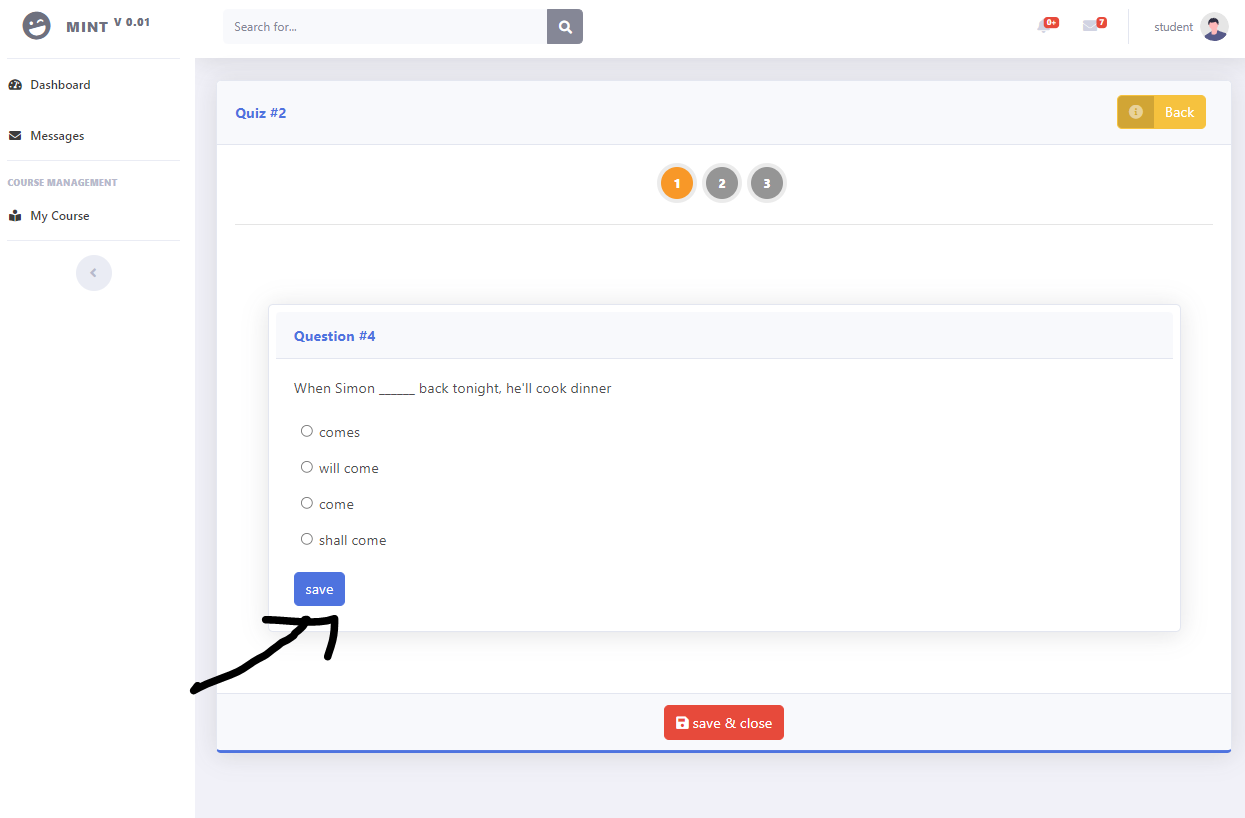 MINT V 0.01
Search for...
0+
7
student
Dashboard
Messages
COURSE MANAGEMENT
My Course
Quiz #2
Back
1 2 3
Question #4
When Simon ______ back tonight, he'll cook dinner
comes
will come
come
shall come
save
save & close